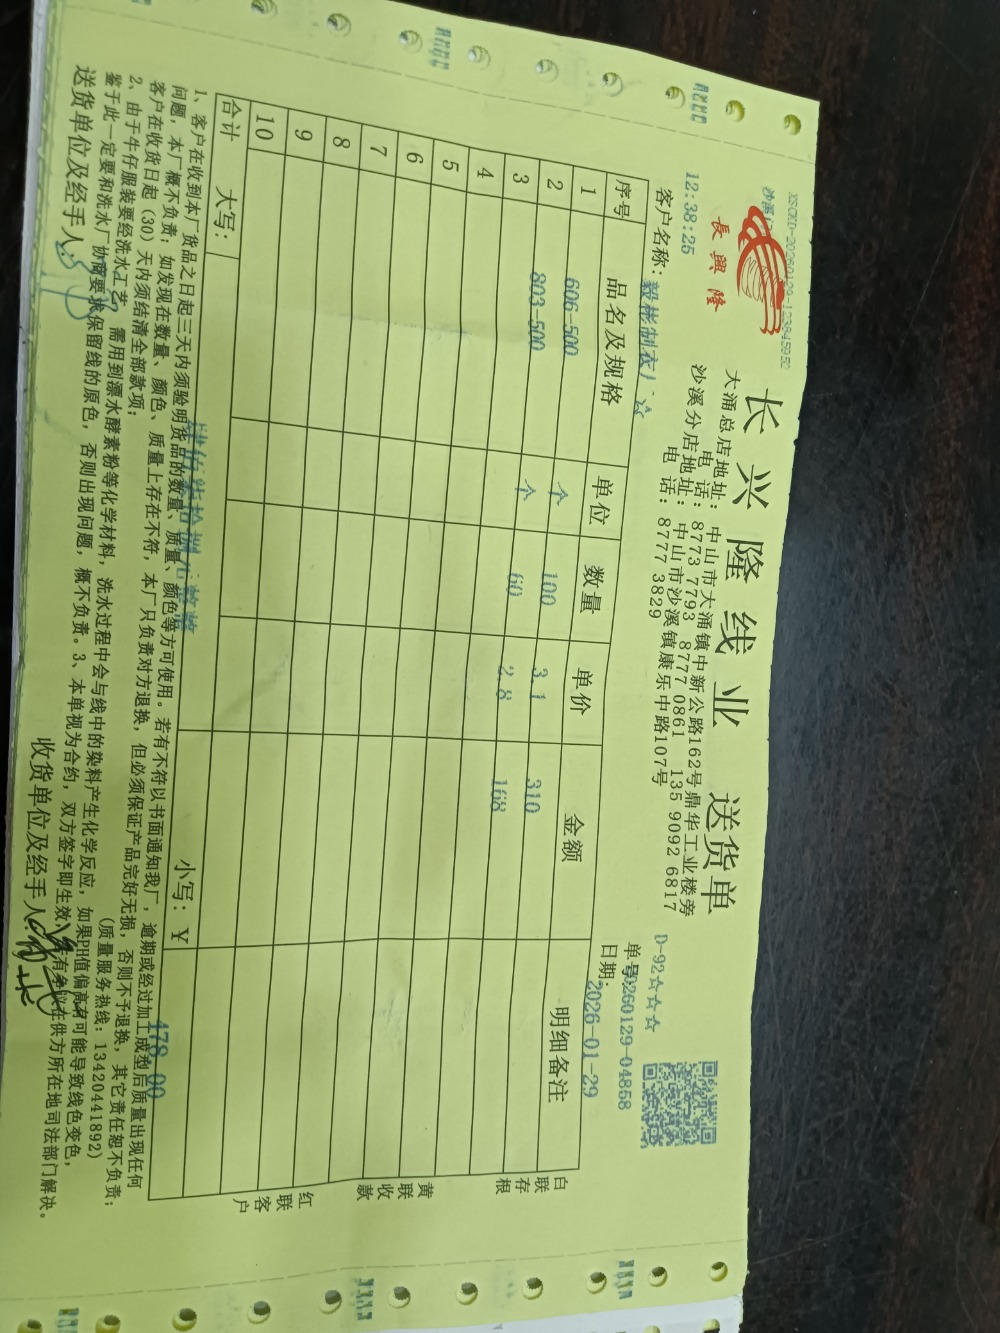 XSCKD-20260129-123845952
長興隆
长兴隆线业 送货单
大涌总店地址：中山市大涌镇中新公路162号鼎华工业楼旁
电 话：8773 7793 8777 0861 135 9092 6817
沙溪分店地址：中山市沙溪镇康乐中路107号
电 话：8777 3829
D-92☆☆☆
12:38:25
单号:20260129-04858
客户名称：毅彬制衣厂-☆
日期: 2026-01-29
序号 品名及规格 单位 数量 单价 金额 明细备注
1 606-500 个 100 3.1 310
2 803-500 个 60 2.8 168
3
4
5
6
7
8
9
10
合计 大写：肆佰柒拾捌元整 小写：￥ 478.00
白联存根
黄联收款
红联客户
1、客户在收到本厂货品之日起三天内须验明货品的数量、质量、颜色等方可使用。若有不符以书面通知我厂，逾期或经过加工成型后质量出现任何
问题，本厂概不负责；如发现在数量、颜色、质量上存在不符，本厂只负责对方退换，但必须保证产品完好无损，否则不予退换，其它责任恕不负责；
客户在收货日起（30）天内须结清全部款项； （质量服务热线：13420441892）
2、由于牛仔服装要经洗水工艺，需用到漂水酵素粉等化学材料，洗水过程中会与线中的染料产生化学反应，如果PH值偏高有可能导致线色变色，
鉴于此一定要和洗水厂协商要求保留线的原色，否则出现问题，概不负责。3、本单视为合约，双方签字即生效，若有争议在供方所在地司法部门解决。
送货单位及经手人：
收货单位及经手人：